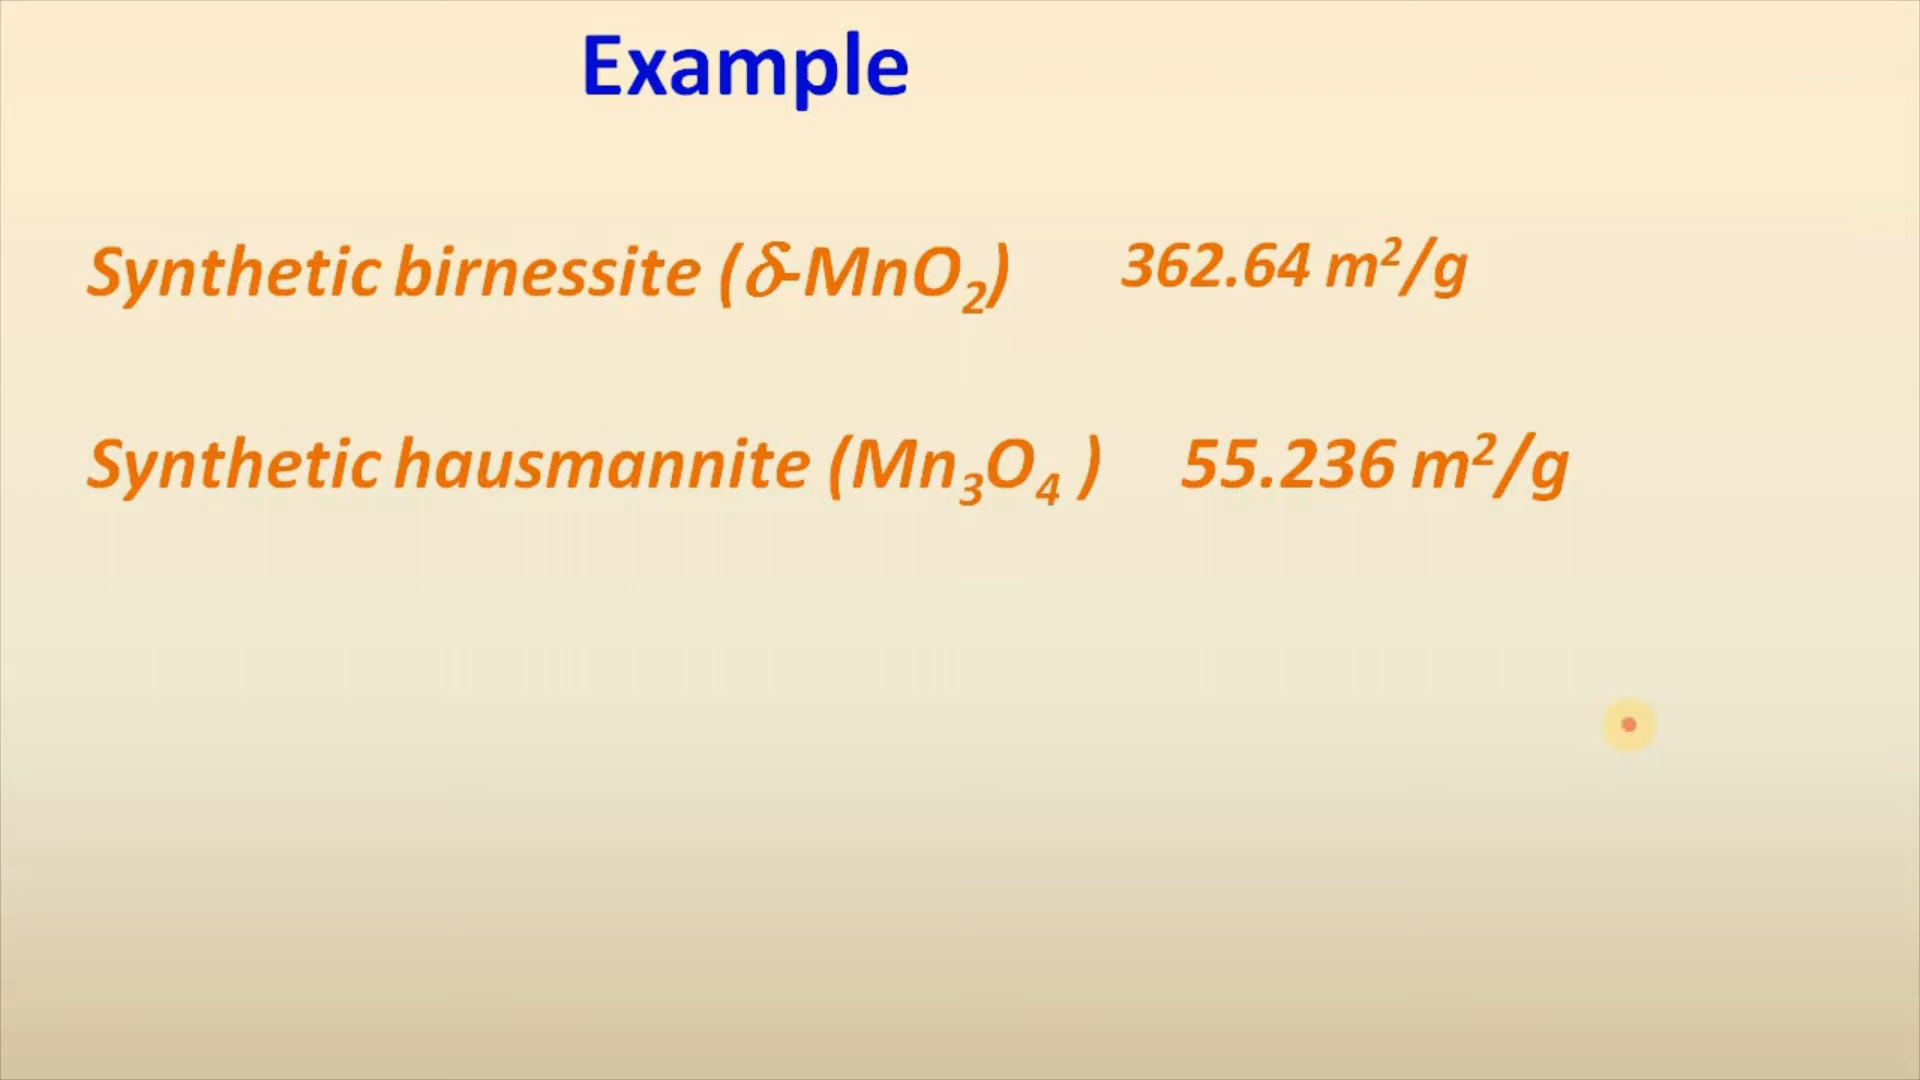 Example
Synthetic birnessite (δ-MnO₂) 362.64 m²/g
Synthetic hausmannite (Mn₃O₄ ) 55.236 m²/g